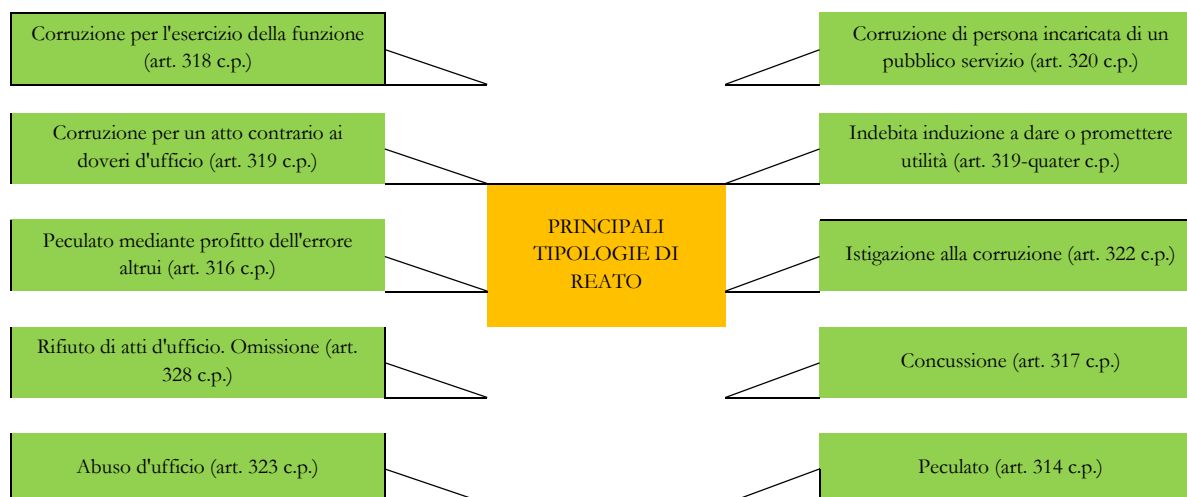 Corruzione per l'esercizio della funzione
(art. 318 c.p.)
Corruzione di persona incaricata di un
pubblico servizio (art. 320 c.p.)
Corruzione per un atto contrario ai
doveri d'ufficio (art. 319 c.p.)
Indebita induzione a dare o promettere
utilità (art. 319-quater c.p.)
PRINCIPALI
TIPOLOGIE DI
REATO
Peculato mediante profitto dell'errore
altrui (art. 316 c.p.)
Istigazione alla corruzione (art. 322 c.p.)
Rifiuto di atti d'ufficio. Omissione (art.
328 c.p.)
Concussione (art. 317 c.p.)
Abuso d'ufficio (art. 323 c.p.)
Peculato (art. 314 c.p.)